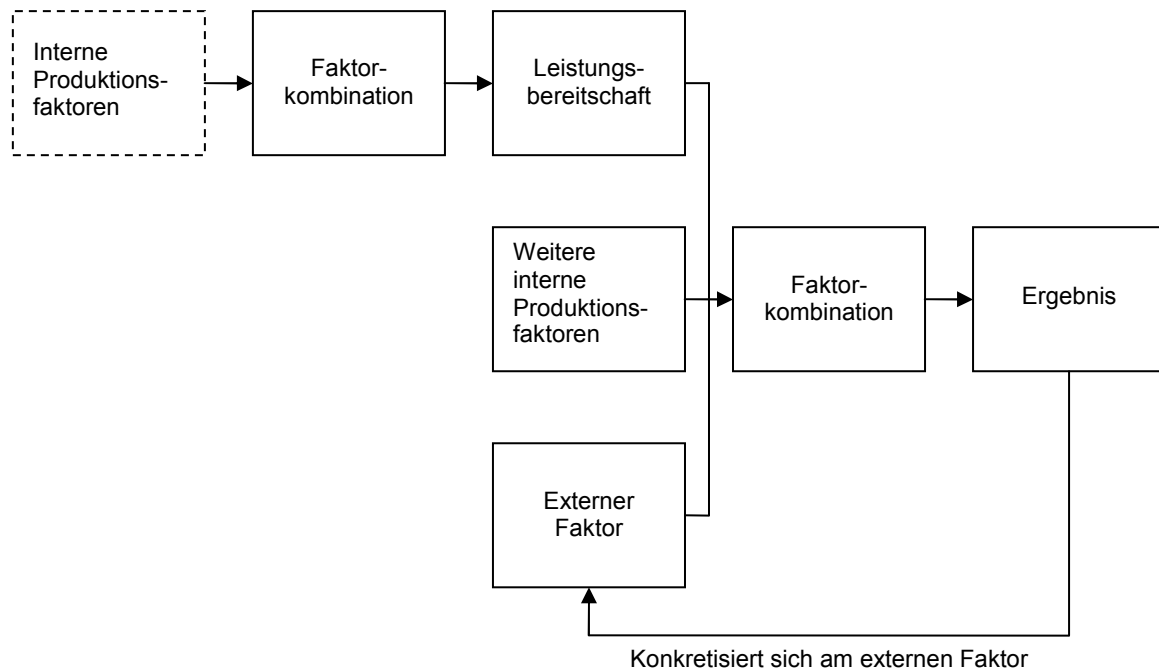 Interne
Produktions-
faktoren
Faktor-
kombination
Leistungs-
bereitschaft
Weitere
interne
Produktions-
faktoren
Faktor-
kombination
Ergebnis
Externer
Faktor
Konkretisiert sich am externen Faktor